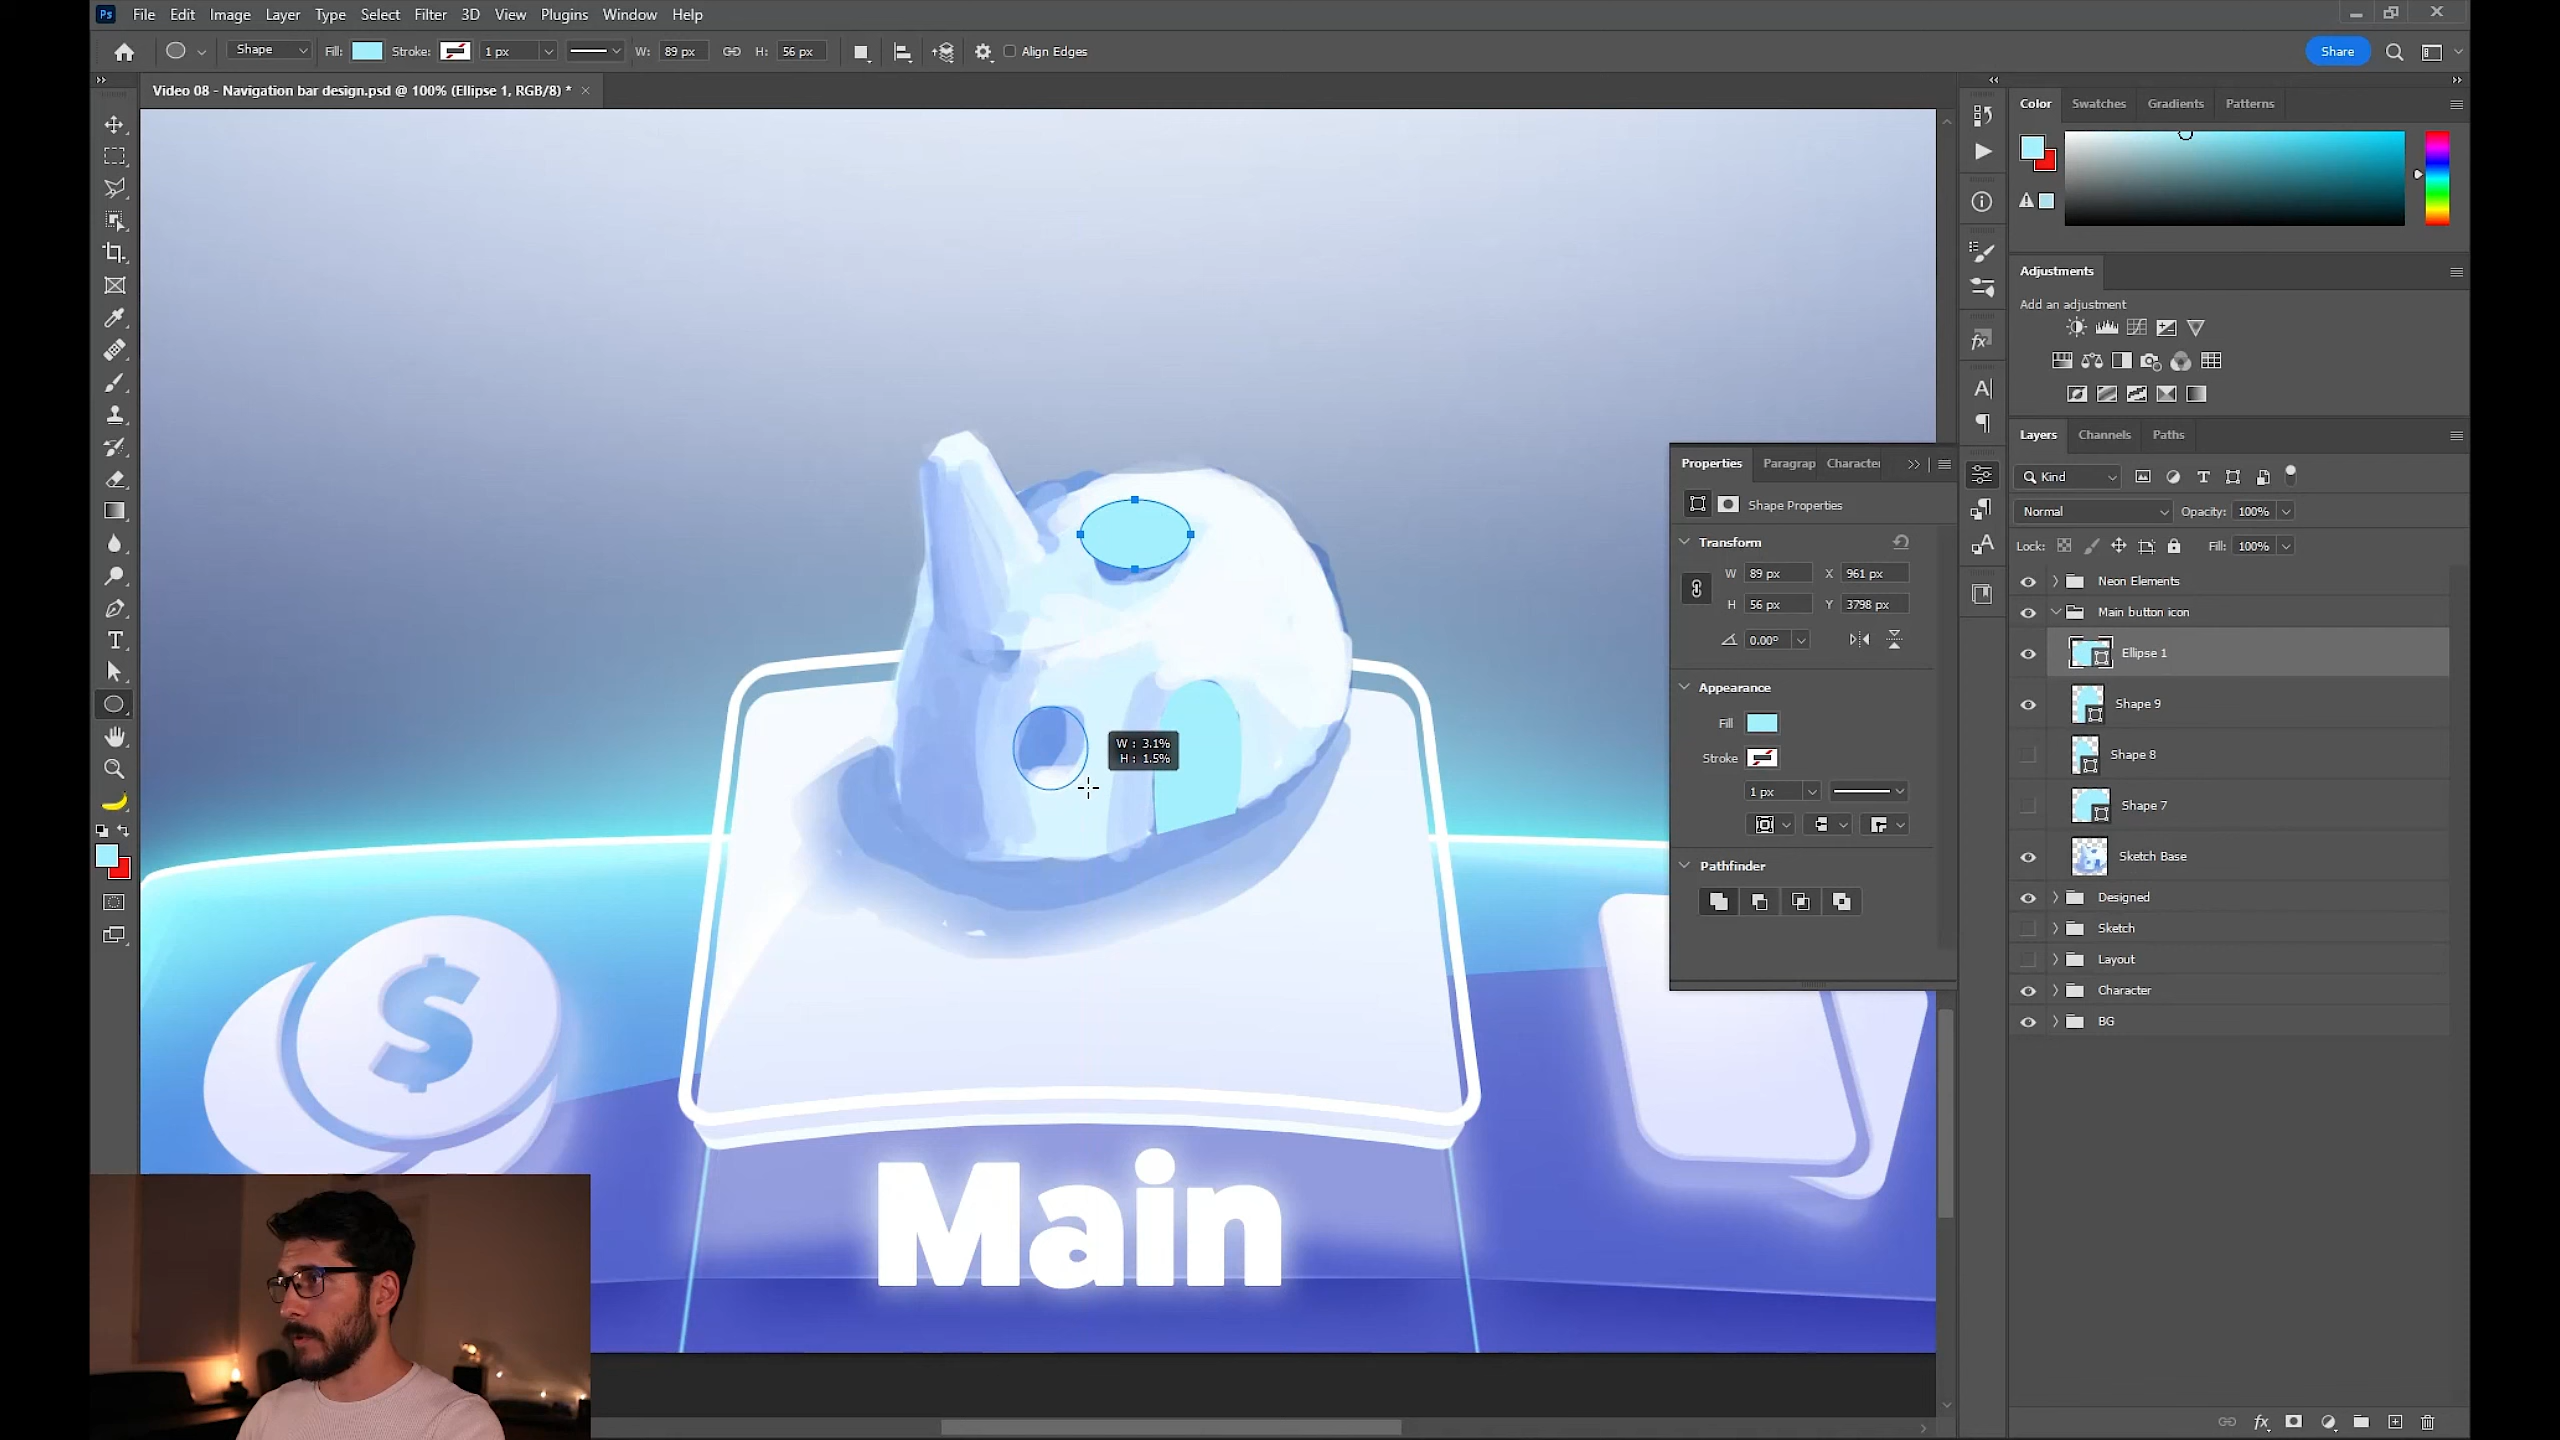 Ps File Edit Image Layer Type Select Filter 3D View Plugins Window Help
Shape Fill: Stroke: 1 px W: 89 px H: 56 px Align Edges Share
Video 08 - Navigation bar design.psd @ 100% (Ellipse 1, RGB/8) *
Color Swatches Gradients Patterns
Adjustments
Add an adjustment
Layers Channels Paths
Kind
Normal Opacity: 100%
Lock: Fill: 100%
Neon Elements
Main button icon
Ellipse 1
Shape 9
Shape 8
Shape 7
Sketch Base
Designed
Sketch
Layout
Character
BG
Properties Paragrap Character
Shape Properties
Transform
W 89 px X 961 px
H 56 px Y 3798 px
0.00°
Appearance
Fill
Stroke
1 px
Pathfinder
W : 3.1%
H : 1.5%
$
Main